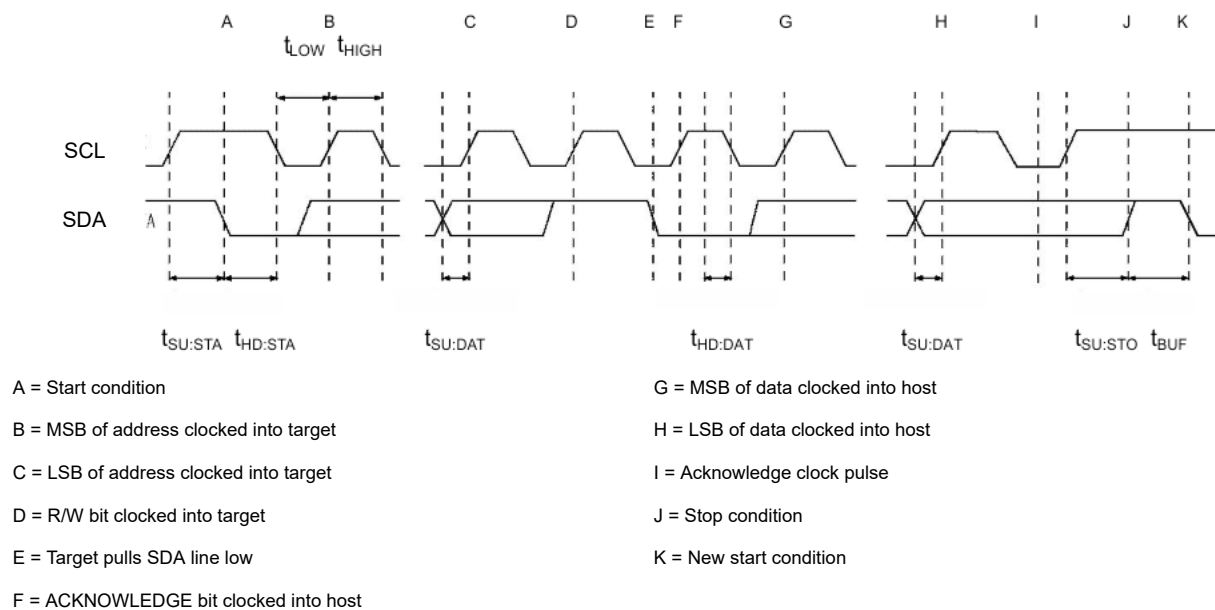 A B C D E F G H I J K
tLOW tHIGH
SCL
SDA
A
tSU:STA tHD:STA tSU:DAT tHD:DAT tSU:DAT tSU:STO tBUF
A = Start condition
B = MSB of address clocked into target
C = LSB of address clocked into target
D = R/W bit clocked into target
E = Target pulls SDA line low
F = ACKNOWLEDGE bit clocked into host
G = MSB of data clocked into host
H = LSB of data clocked into host
I = Acknowledge clock pulse
J = Stop condition
K = New start condition